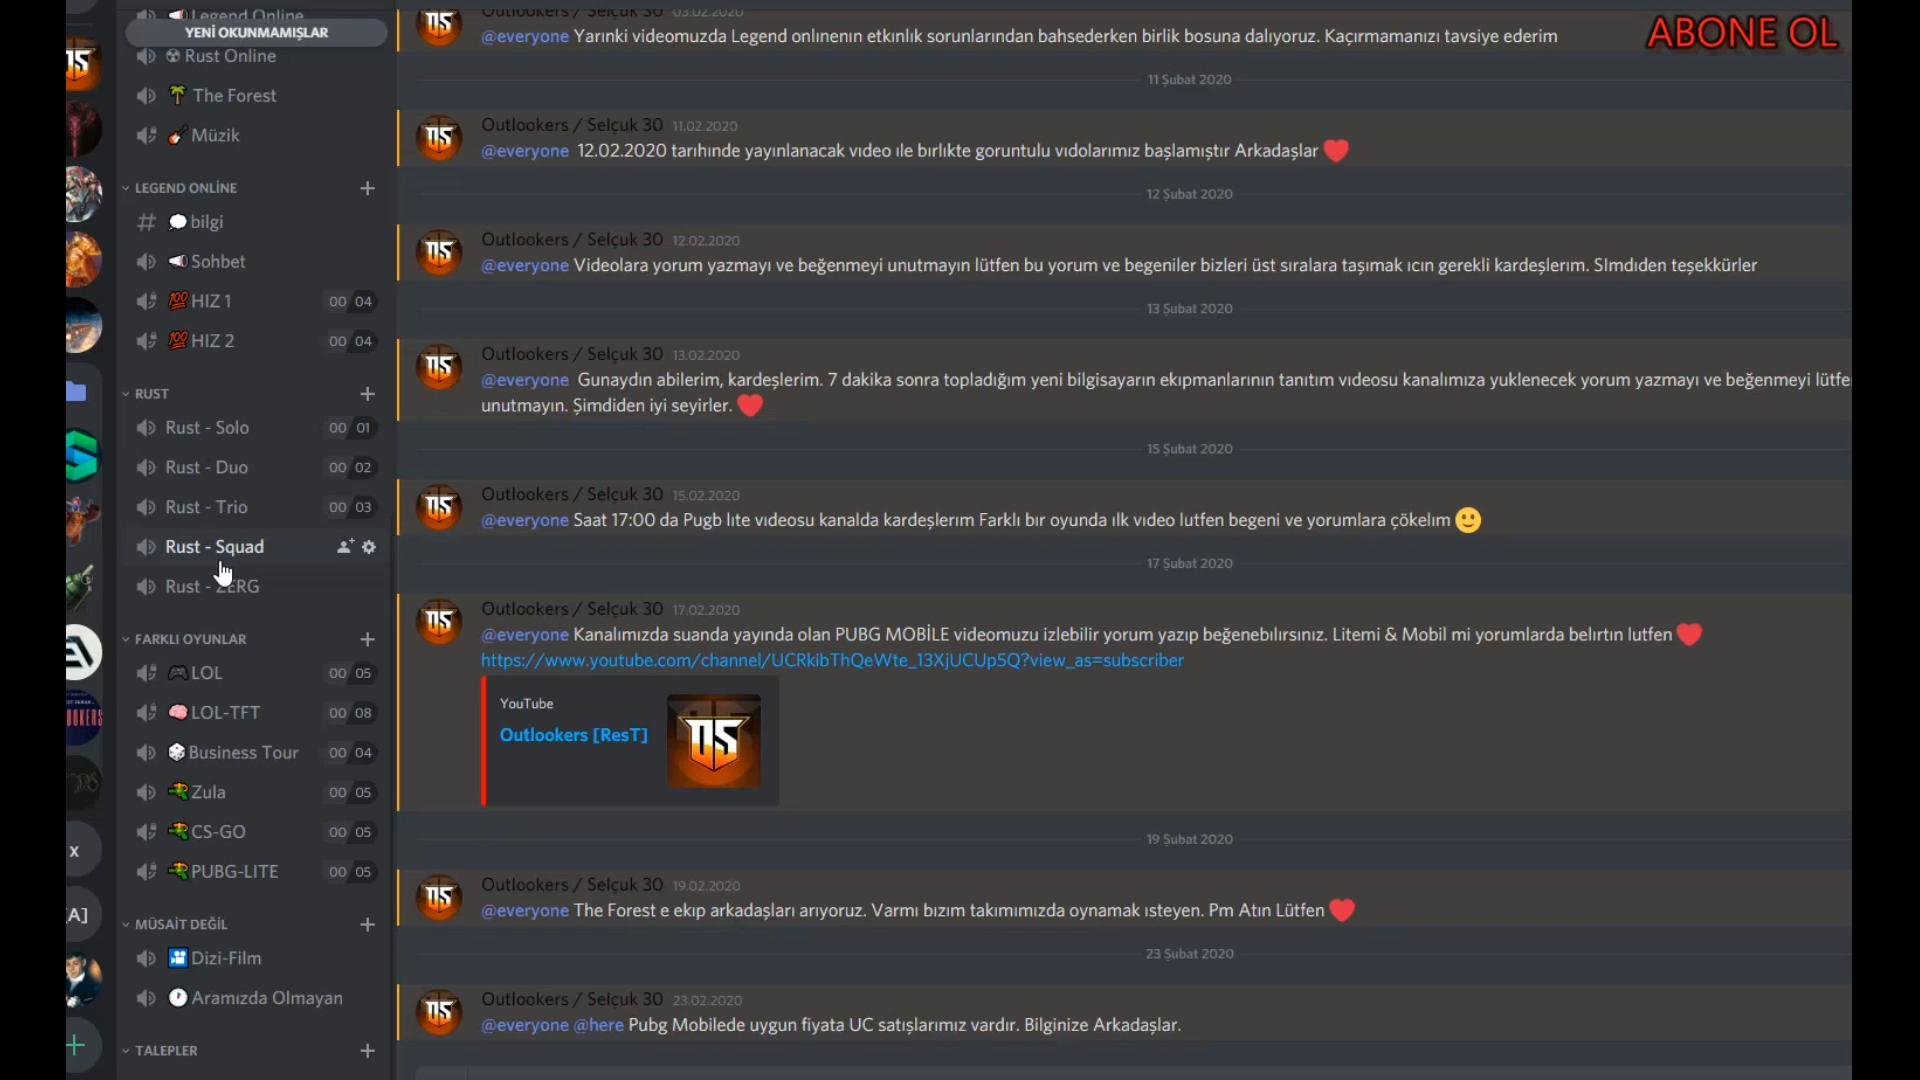 Legend Online
YENİ OKUNMAMIŞLAR
Rust Online
The Forest
Müzik
LEGEND ONLİNE
bilgi
Sohbet
HIZ 1 00 04
HIZ 2 00 04
RUST
Rust - Solo 00 01
Rust - Duo 00 02
Rust - Trio 00 03
Rust - Squad
Rust - ZERG
FARKLI OYUNLAR
LOL 00 05
LOL-TFT 00 08
Business Tour 00 04
Zula 00 05
CS-GO 00 05
PUBG-LITE 00 05
MÜSAİT DEĞİL
Dizi-Film
Aramızda Olmayan
TALEPLER
x
[A]
Outlookers / Selçuk 30 03.02.2020
@everyone Yarınki videomuzda Legend onlınenın etkınlık sorunlarından bahsederken birlik bosuna dalıyoruz. Kaçırmamanızı tavsiye ederim
ABONE OL
11 Şubat 2020
Outlookers / Selçuk 30 11.02.2020
@everyone 12.02.2020 tarıhınde yayınlanacak vıdeo ıle bırlıkte goruntulu vıdolarımız başlamıştır Arkadaşlar ❤
12 Şubat 2020
Outlookers / Selçuk 30 12.02.2020
@everyone Videolara yorum yazmayı ve beğenmeyi unutmayın lütfen bu yorum ve begeniler bizleri üst sıralara taşımak ıcın gerekli kardeşlerım. SImdıden teşekkürler
13 Şubat 2020
Outlookers / Selçuk 30 13.02.2020
@everyone Gunaydın abilerim, kardeşlerim. 7 dakika sonra topladığım yeni bilgisayarın ekıpmanlarının tanıtım vıdeosu kanalımıza yuklenecek yorum yazmayı ve beğenmeyi lütfe
unutmayın. Şimdiden iyi seyirler. ❤
15 Şubat 2020
Outlookers / Selçuk 30 15.02.2020
@everyone Saat 17:00 da Pugb lıte vıdeosu kanalda kardeşlerım Farklı bır oyunda ılk vıdeo lutfen begeni ve yorumlara çökelım 🙂
17 Şubat 2020
Outlookers / Selçuk 30 17.02.2020
@everyone Kanalımızda suanda yayında olan PUBG MOBİLE videomuzu izlebilir yorum yazıp beğenebılırsınız. Litemi & Mobil mi yorumlarda belırtın lutfen ❤
https://www.youtube.com/channel/UCRkibThQeWte_13XjUCUp5Q?view_as=subscriber
YouTube
Outlookers [ResT]
19 Şubat 2020
Outlookers / Selçuk 30 19.02.2020
@everyone The Forest e ekıp arkadaşları arıyoruz. Varmı bızım takımımızda oynamak ısteyen. Pm Atın Lütfen ❤
23 Şubat 2020
Outlookers / Selçuk 30 23.02.2020
@everyone @here Pubg Mobilede uygun fiyata UC satışlarımız vardır. Bilginize Arkadaşlar.